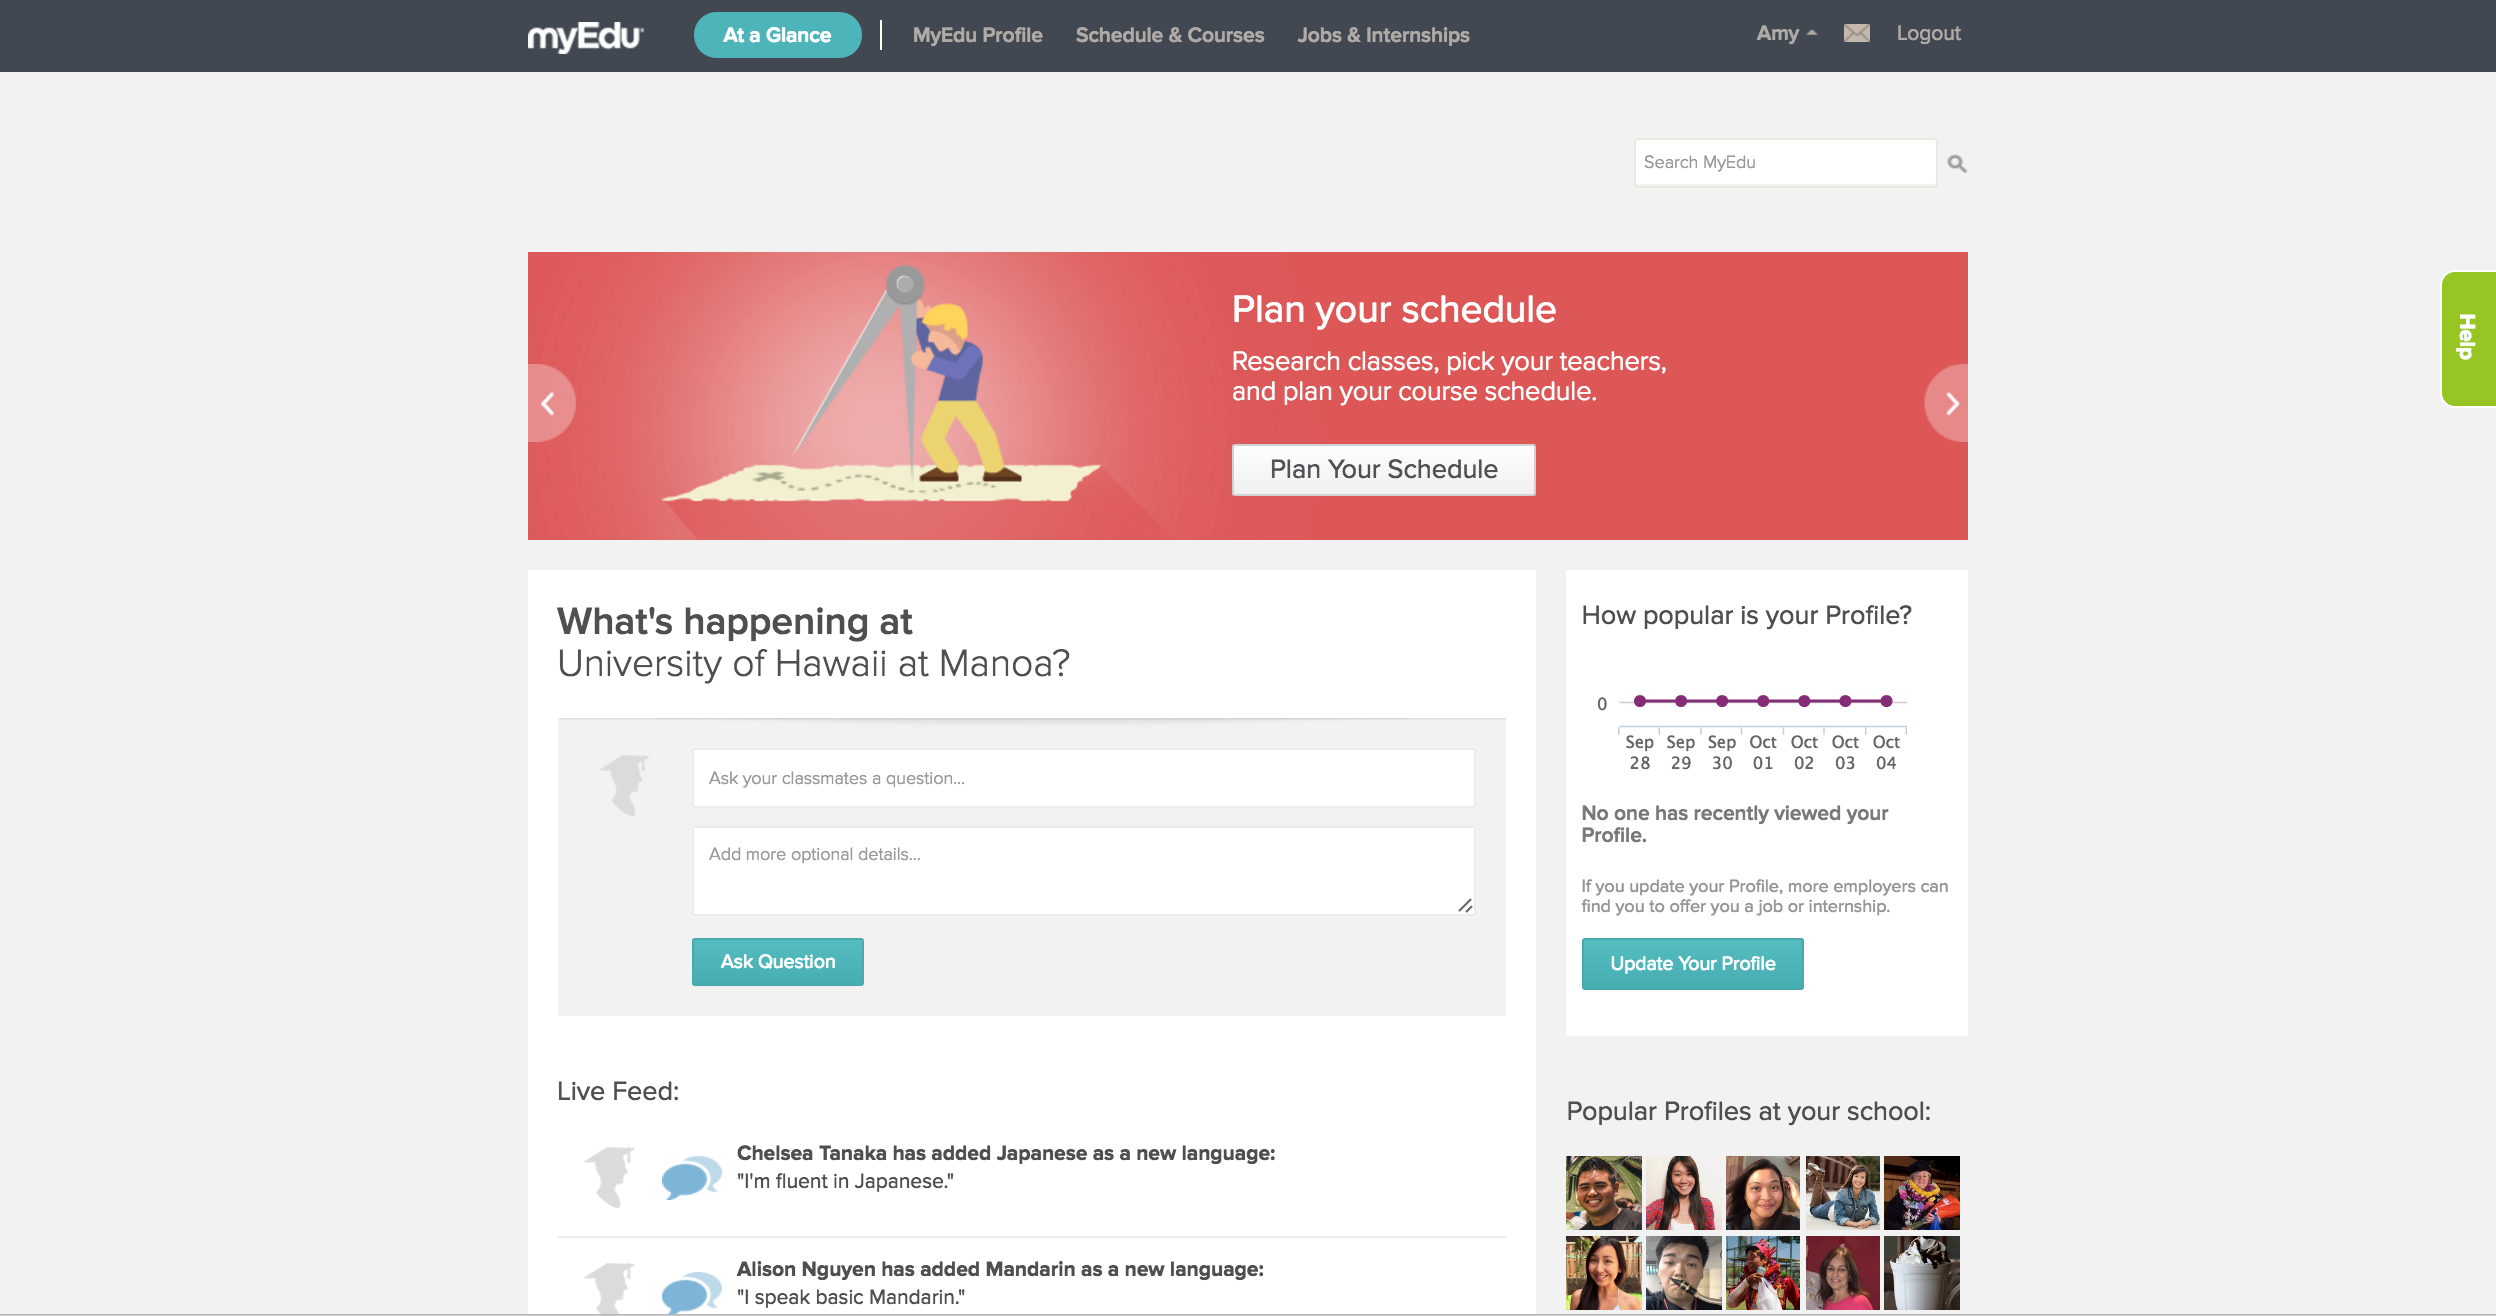 myEdu
At a Glance
MyEdu Profile
Schedule & Courses
Jobs & Internships
Amy
Logout
Search MyEdu
Help
Plan your schedule
Research classes, pick your teachers,
and plan your course schedule.
Plan Your Schedule
What's happening at
University of Hawaii at Manoa?
Ask your classmates a question...
Add more optional details...
Ask Question
Live Feed:
Chelsea Tanaka has added Japanese as a new language:
"I'm fluent in Japanese."
Alison Nguyen has added Mandarin as a new language:
"I speak basic Mandarin."
How popular is your Profile?
0
Sep Sep Sep Oct Oct Oct Oct
28 29 30 01 02 03 04
No one has recently viewed your
Profile.
If you update your Profile, more employers can
find you to offer you a job or internship.
Update Your Profile
Popular Profiles at your school: